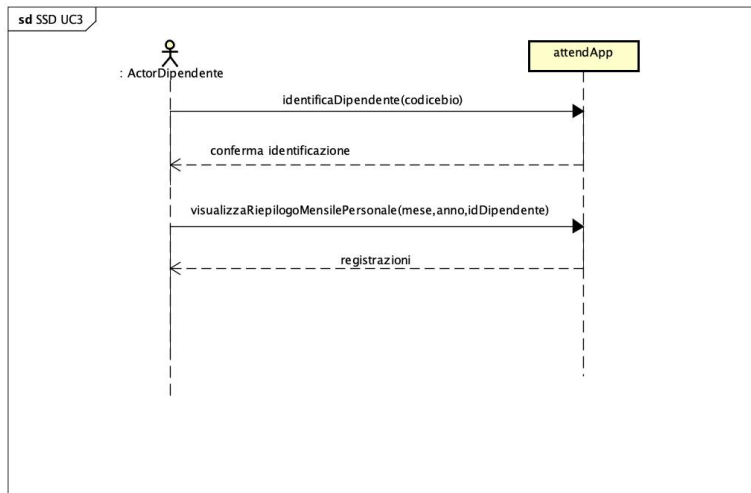 sd SSD UC3
: ActorDipendente
attendApp
identificaDipendente(codicebio)
conferma identificazione
visualizzaRiepilogoMensilePersonale(mese,anno,idDipendente)
registrazioni